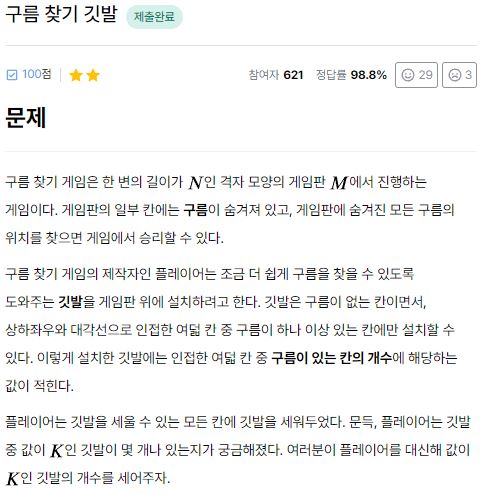 구름 찾기 깃발 제출완료
100점 참여자 621 정답률 98.8% 29 3
문제
구름 찾기 게임은 한 변의 길이가 N인 격자 모양의 게임판 M에서 진행하는
게임이다. 게임판의 일부 칸에는 구름이 숨겨져 있고, 게임판에 숨겨진 모든 구름의
위치를 찾으면 게임에서 승리할 수 있다.
구름 찾기 게임의 제작자인 플레이어는 조금 더 쉽게 구름을 찾을 수 있도록
도와주는 깃발을 게임판 위에 설치하려고 한다. 깃발은 구름이 없는 칸이면서,
상하좌우와 대각선으로 인접한 여덟 칸 중 구름이 하나 이상 있는 칸에만 설치할 수
있다. 이렇게 설치한 깃발에는 인접한 여덟 칸 중 구름이 있는 칸의 개수에 해당하는
값이 적힌다.
플레이어는 깃발을 세울 수 있는 모든 칸에 깃발을 세워두었다. 문득, 플레이어는 깃발
중 값이 K인 깃발이 몇 개나 있는지가 궁금해졌다. 여러분이 플레이어를 대신해 값이
K인 깃발의 개수를 세어주자.